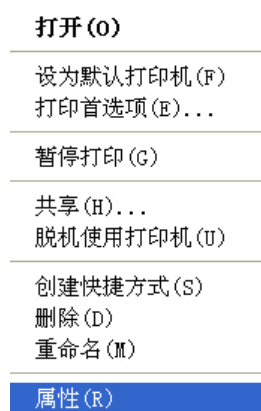 打开(O)
设为默认打印机(F)
打印首选项(E)...
暂停打印(G)
共享(H)...
脱机使用打印机(U)
创建快捷方式(S)
删除(D)
重命名(M)
属性(R)